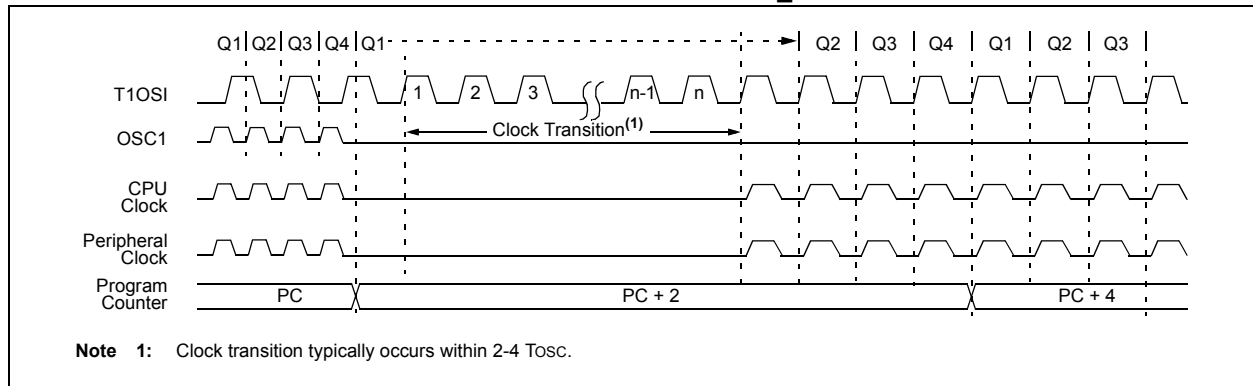 Q1 Q2 Q3 Q4 Q1 Q2 Q3 Q4 Q1 Q2 Q3
T1OSI 1 2 3 n-1 n
Clock Transition(1)
OSC1
CPU
Clock
Peripheral
Clock
Program
Counter
PC PC + 2 PC + 4
Note 1: Clock transition typically occurs within 2-4 TOSC.